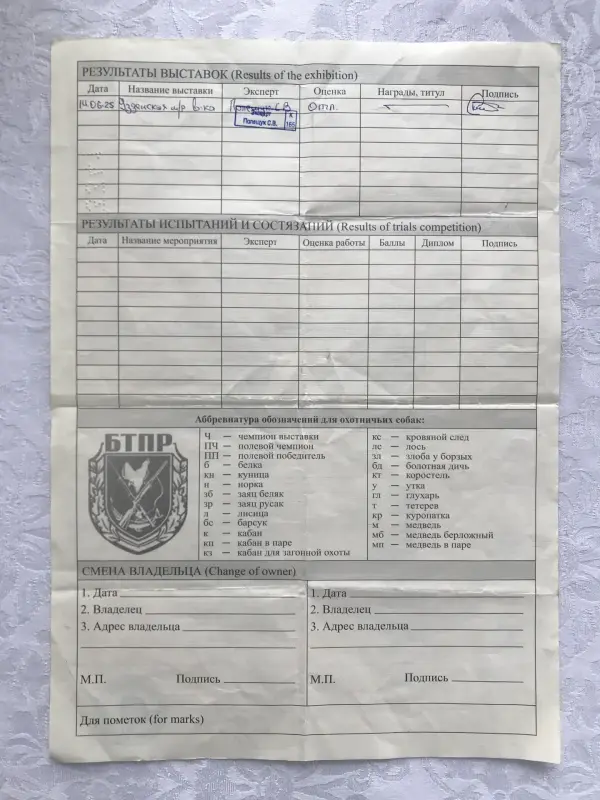 РЕЗУЛЬТАТЫ ВЫСТАВОК (Results of the exhibition)
Дата Название выставки Эксперт Оценка Награды, титул Подпись
14.06.25 Узденская р/р в-ка Полещук С.В. Отл.
Эксперт К
Полещук С.В. 165
РЕЗУЛЬТАТЫ ИСПЫТАНИЙ И СОСТЯЗАНИЙ (Results of trials competition)
Дата Название мероприятия Эксперт Оценка работы Баллы Диплом Подпись
Аббревиатура обозначений для охотничьих собак:
БТПР
Ч — чемпион выставки
ПЧ — полевой чемпион
ПП — полевой победитель
б — белка
кн — куница
н — норка
зб — заяц беляк
зр — заяц русак
л — лисица
бс — барсук
к — кабан
кп — кабан в паре
кз — кабан для загонной охоты
кс — кровяной след
лс — лось
зл — злоба у борзых
бд — болотная дичь
кт — коростель
у — утка
гл — глухарь
т — тетерев
кр — куропатка
м — медведь
мб — медведь берложный
мп — медведь в паре
СМЕНА ВЛАДЕЛЬЦА (Change of owner)
1. Дата
2. Владелец
3. Адрес владельца
М.П. Подпись
1. Дата
2. Владелец
3. Адрес владельца
М.П. Подпись
Для пометок (for marks)